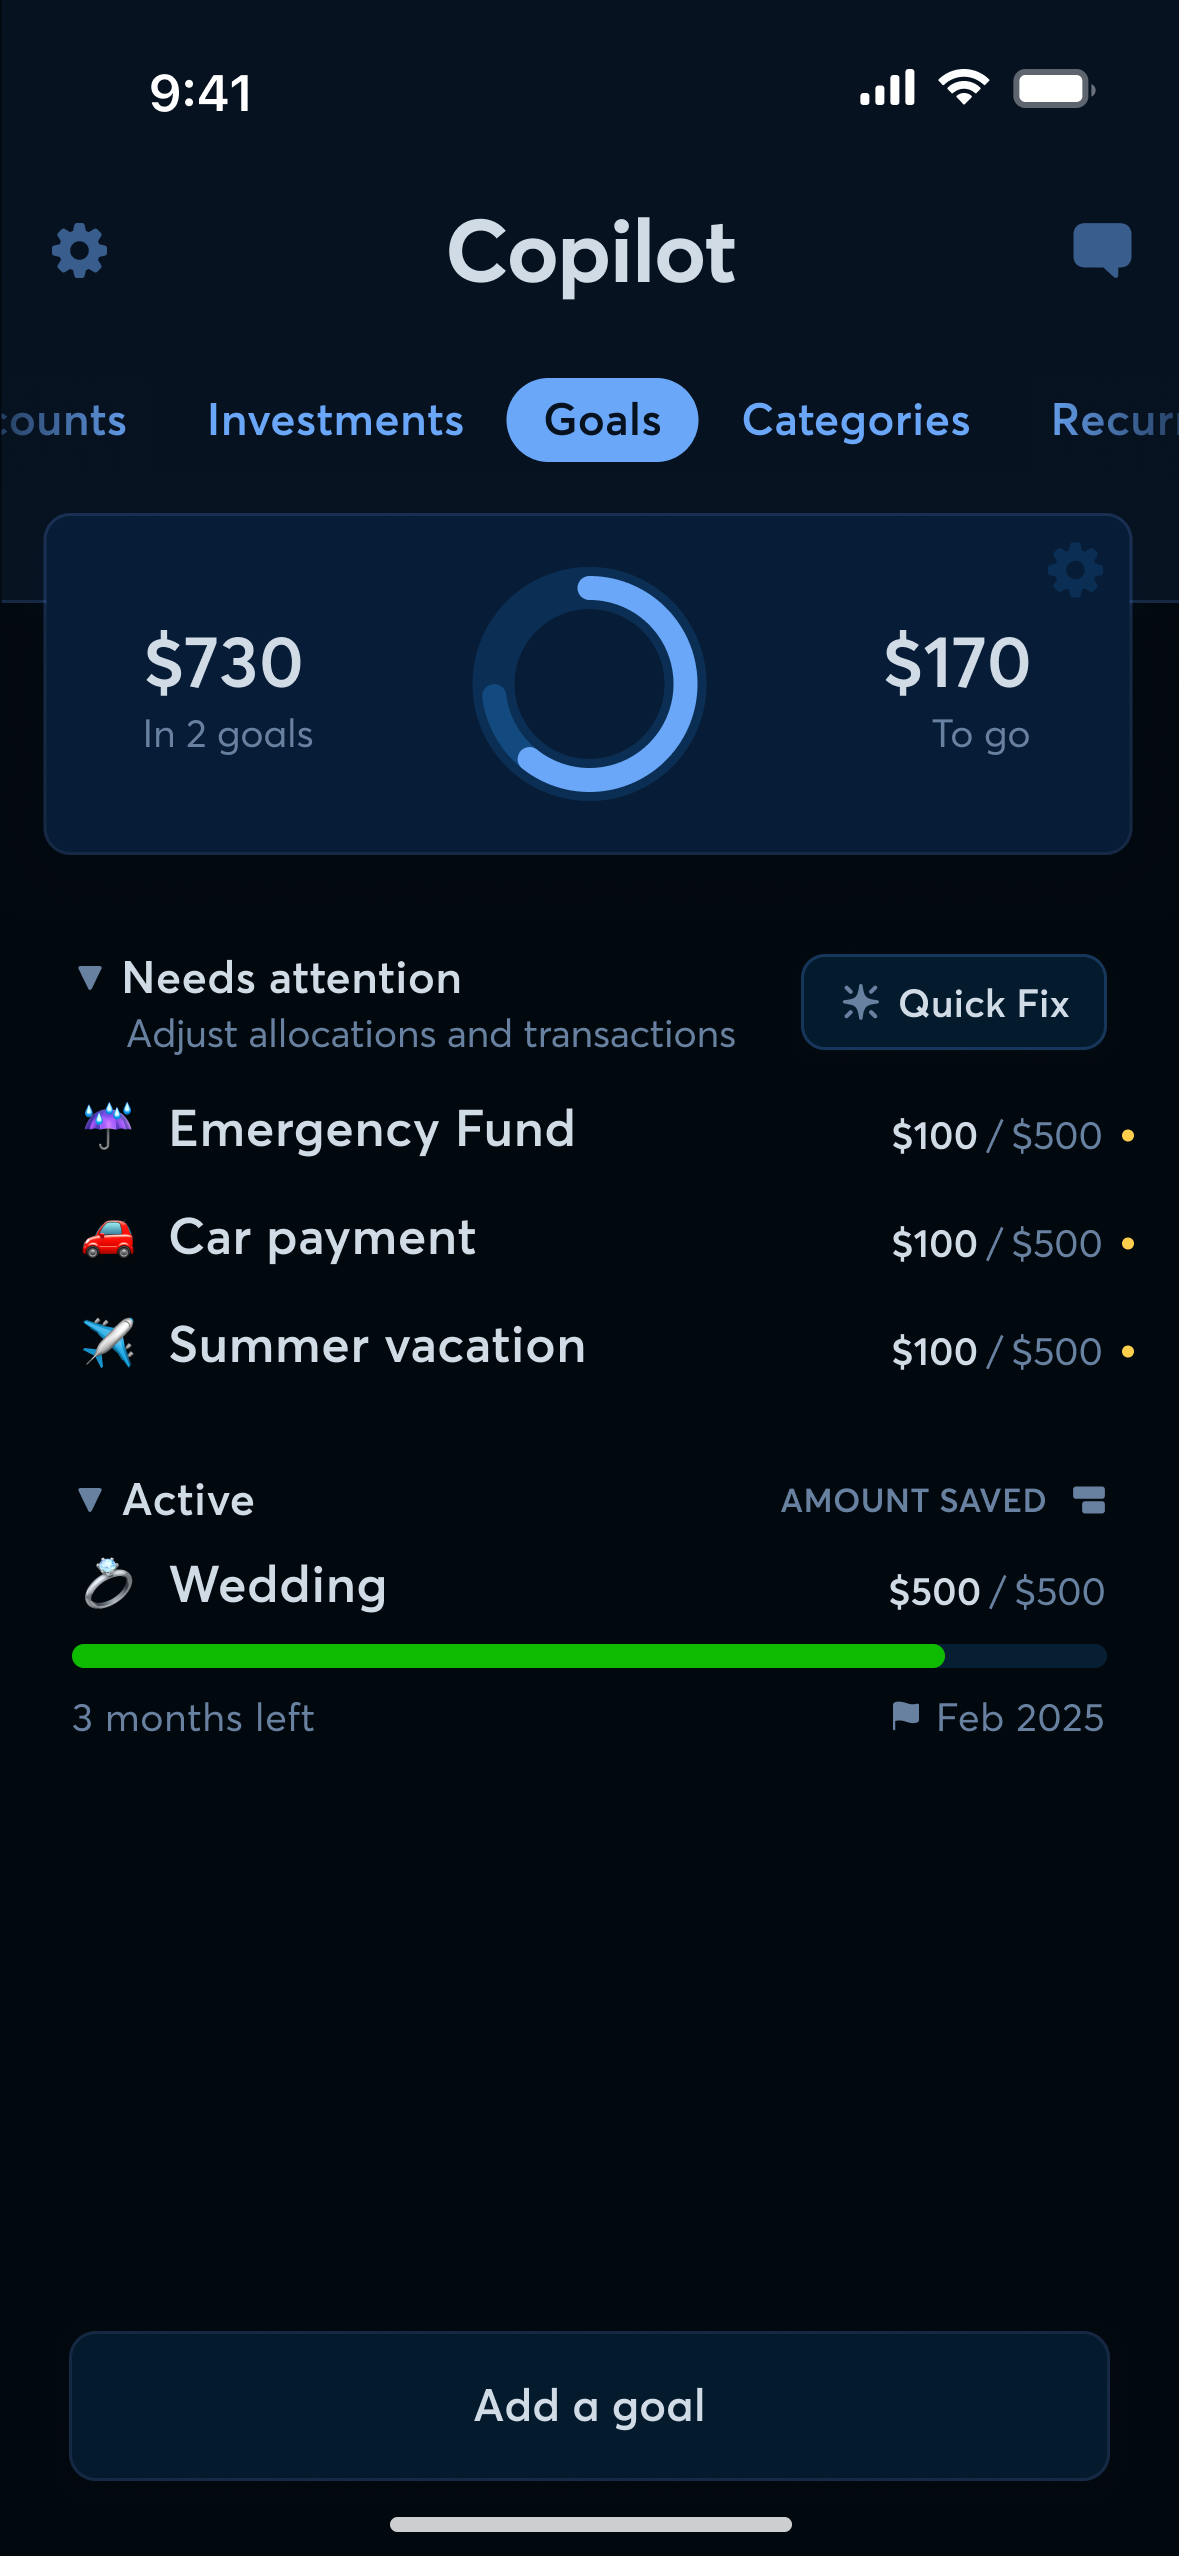 9:41
Copilot
counts Investments Goals Categories Recur
$730 $170
In 2 goals To go
Needs attention Quick Fix
Adjust allocations and transactions
Emergency Fund $100 / $500
Car payment $100 / $500
Summer vacation $100 / $500
Active AMOUNT SAVED
Wedding $500 / $500
3 months left Feb 2025
Add a goal